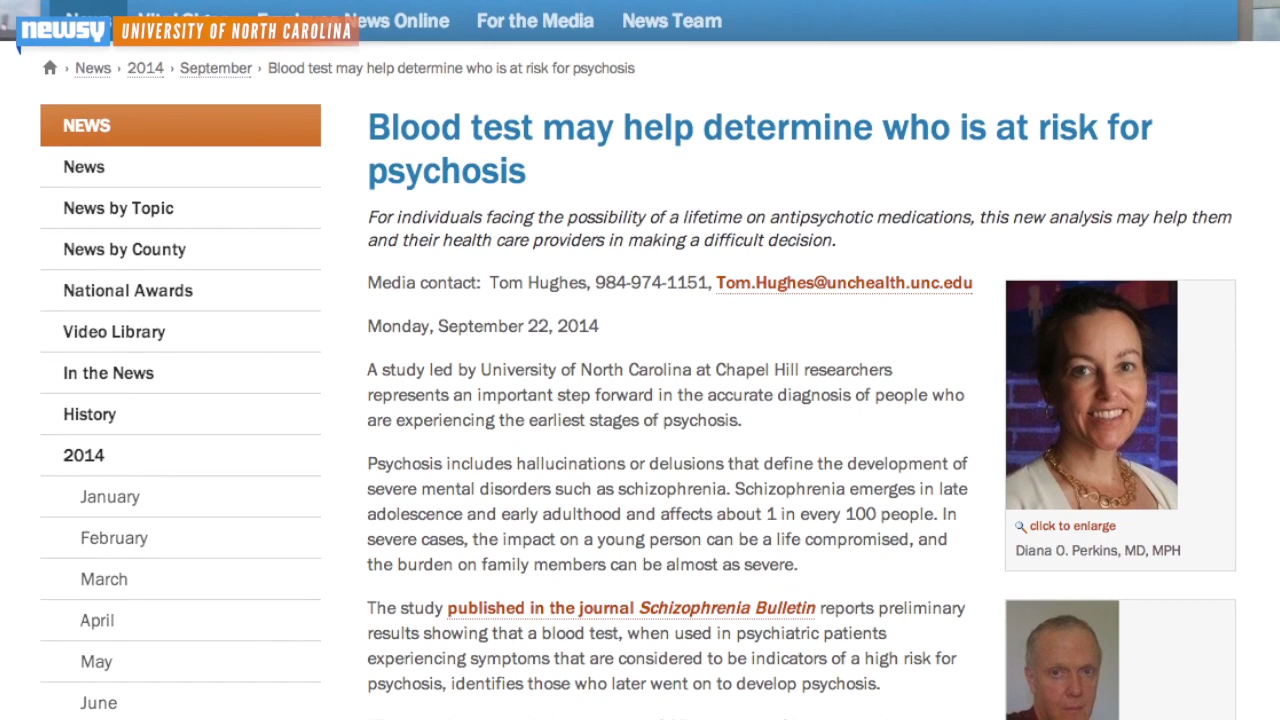 News Online
For the Media
News Team
newsy
UNIVERSITY OF NORTH CAROLINA
News › 2014 › September › Blood test may help determine who is at risk for psychosis
NEWS
News
News by Topic
News by County
National Awards
Video Library
In the News
History
2014
January
February
March
April
May
June
Blood test may help determine who is at risk for
psychosis
For individuals facing the possibility of a lifetime on antipsychotic medications, this new analysis may help them
and their health care providers in making a difficult decision.
Media contact: Tom Hughes, 984-974-1151, Tom.Hughes@unchealth.unc.edu
Monday, September 22, 2014
A study led by University of North Carolina at Chapel Hill researchers
represents an important step forward in the accurate diagnosis of people who
are experiencing the earliest stages of psychosis.
Psychosis includes hallucinations or delusions that define the development of
severe mental disorders such as schizophrenia. Schizophrenia emerges in late
adolescence and early adulthood and affects about 1 in every 100 people. In
severe cases, the impact on a young person can be a life compromised, and
the burden on family members can be almost as severe.
The study published in the journal Schizophrenia Bulletin reports preliminary
results showing that a blood test, when used in psychiatric patients
experiencing symptoms that are considered to be indicators of a high risk for
psychosis, identifies those who later went on to develop psychosis.
click to enlarge
Diana O. Perkins, MD, MPH